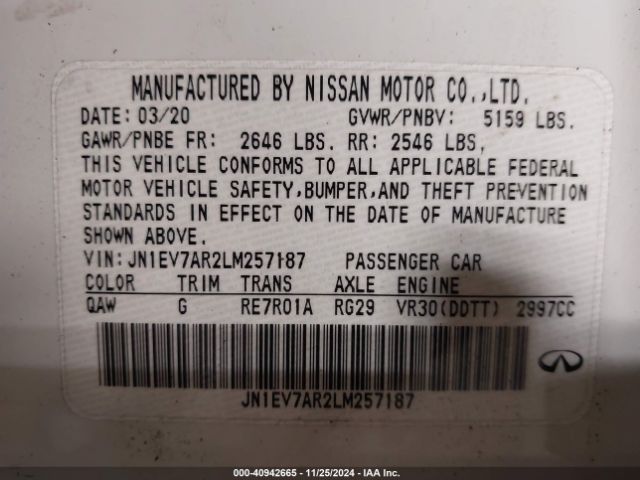 MANUFACTURED BY NISSAN MOTOR CO.,LTD.
DATE: 03/20 GVWR/PNBV: 5159 LBS.
GAWR/PNBE FR: 2646 LBS. RR: 2546 LBS,
THIS VEHICLE CONFORMS TO ALL APPLICABLE FEDERAL
MOTOR VEHICLE SAFETY,BUMPER,AND THEFT PREVENTION
STANDARDS IN EFFECT ON THE DATE OF MANUFACTURE
SHOWN ABOVE.
VIN:JN1EV7AR2LM257187 PASSENGER CAR
COLOR TRIM TRANS AXLE ENGINE
QAW G RE7R01A RG29 VR30(DDTT) 2997CC
JN1EV7AR2LM257187
000-40942665 - 11/25/2024 - IAA Inc.